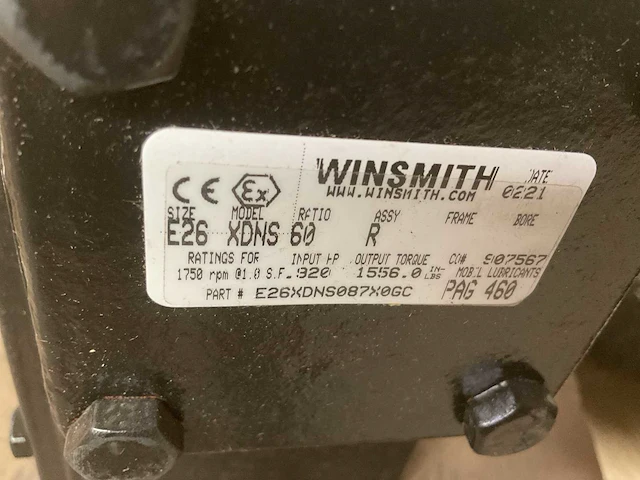 CE Ex WINSMITH DATE
WWW.WINSMITH.COM 0221
SIZE MODEL RATIO ASSY FRAME BORE
E26 XDNS 60 R
RATINGS FOR INPUT HP OUTPUT TORQUE CO# 907567
1750 rpm @1.0 S.F. .920 1556.0 IN-LBS MOBIL LUBRICANTS
PART # E26XDNS087X0GC PAG 460